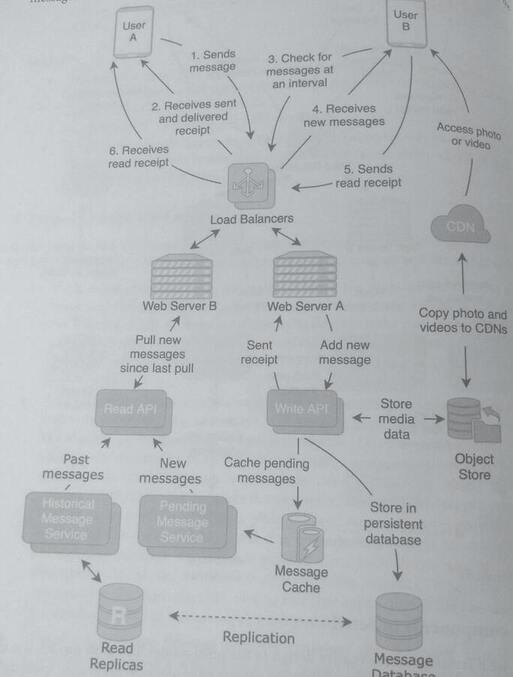 message
User
A
User
B
1. Sends
message
3. Check for
messages at
an interval
2. Receives sent
and delivered
receipt
4. Receives
new messages
Access photo
or video
6. Receives
read receipt
5. Sends
read receipt
Load Balancers
CDN
Web Server B
Web Server A
Copy photo and
videos to CDNs
Pull new
messages
since last pull
Sent
receipt
Add new
message
Read API
Write API
Store
media
data
Object
Store
Past
messages
New
messages
Cache pending
messages
Historical
Message
Service
Pending
Message
Service
Store in
persistent
database
Message
Cache
R
Read
Replicas
Replication
Message
Database